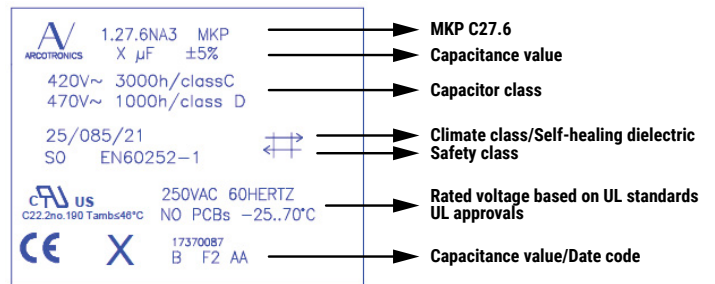 1.27.6NA3 MKP
ARCOTRONICS X µF ±5%
420V~ 3000h/classC
470V~ 1000h/class D
25/085/21
SO EN60252-1
c US 250VAC 60HERTZ
C22.2no.190 Tamb≤46°C NO PCBs -25..70°C
CE X 17370087
B F2 AA
MKP C27.6
Capacitance value
Capacitor class
Climate class/Self-healing dielectric
Safety class
Rated voltage based on UL standards
UL approvals
Capacitance value/Date code